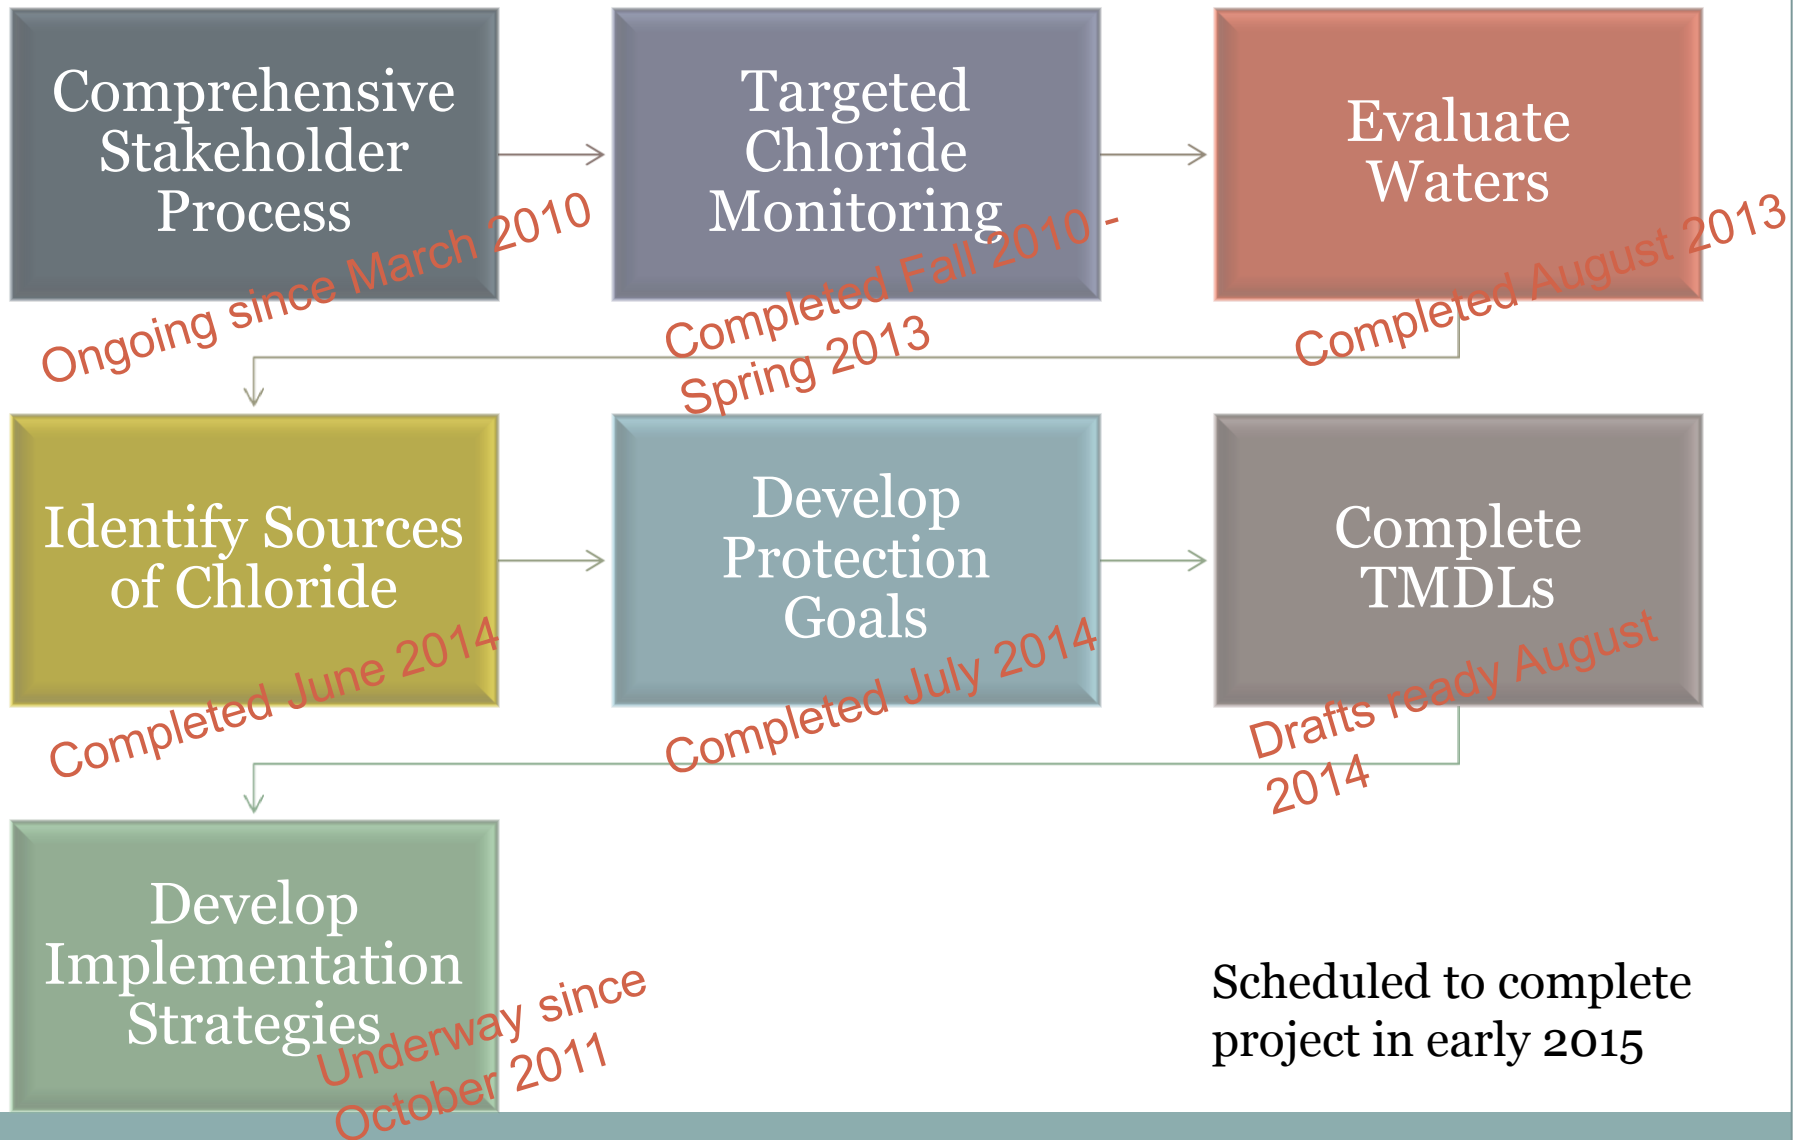 Comprehensive
Stakeholder
Process
Ongoing since March 2010
Targeted
Chloride
Monitoring
Completed Fall 2010 -
Spring 2013
Evaluate
Waters
Completed August 2013
Identify Sources
of Chloride
Completed June 2014
Develop
Protection
Goals
Completed July 2014
Complete
TMDLs
Drafts ready August
2014
Develop
Implementation
Strategies
Underway since
October 2011
Scheduled to complete
project in early 2015